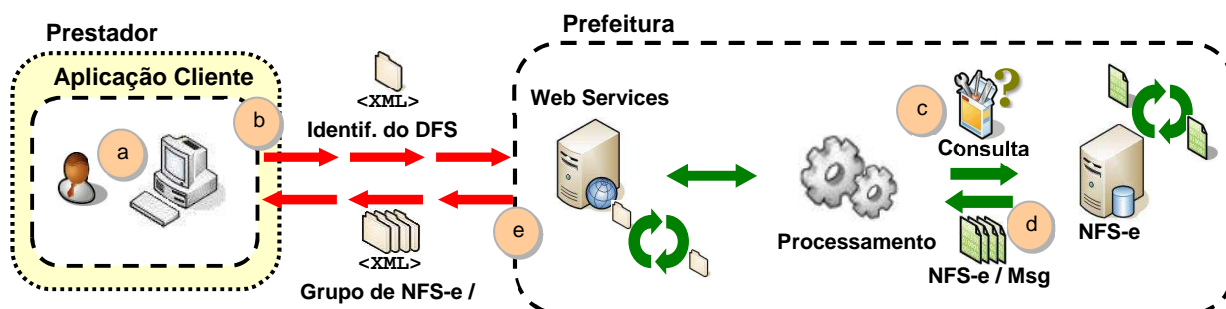 Prestador
Prefeitura
Aplicação Cliente
a
b
<XML>
Identif. do DFS
<XML>
Grupo de NFS-e /
Web Services
e
Processamento
c
?
Consulta
d
NFS-e / Msg
NFS-e